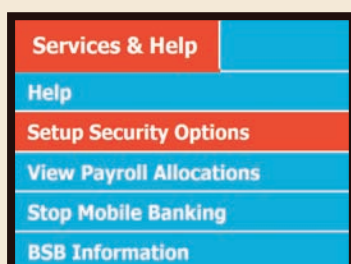 Services & Help
Help
Setup Security Options
View Payroll Allocations
Stop Mobile Banking
BSB Information